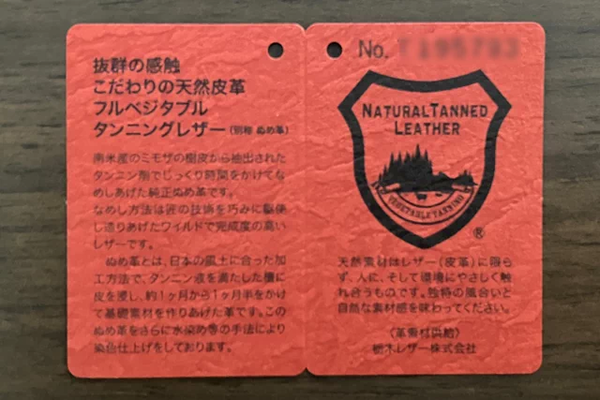 抜群の感触
こだわりの天然皮革
フルベジタブル
タンニングレザー（別称 ぬめ革）
南米産のミモザの樹皮から抽出された
タンニン剤でじっくり時間をかけてな
めしあげた純正ぬめ革です。
なめし方法は匠の技術を巧みに駆使
し造りあげたワイルドで完成度の高い
レザーです。
ぬめ革とは、日本の風土に合った加
工方法で、タンニン液を満たした槽に
皮を浸し、約1ヶ月から1ヶ月半をかけ
て基礎素材を作りあげた革です。この
ぬめ革をさらに水染め等の手法により
染色仕上げをしております。
No.
NATURALTANNED
LEATHER
VEGETABLE TANNING
®
天然素材はレザー（皮革）に限ら
ず、人に、そして環境にやさしく触
れ合うものです。独特の風合いと
自然な素材感を味わってください。
〈革素材供給〉
栃木レザー株式会社